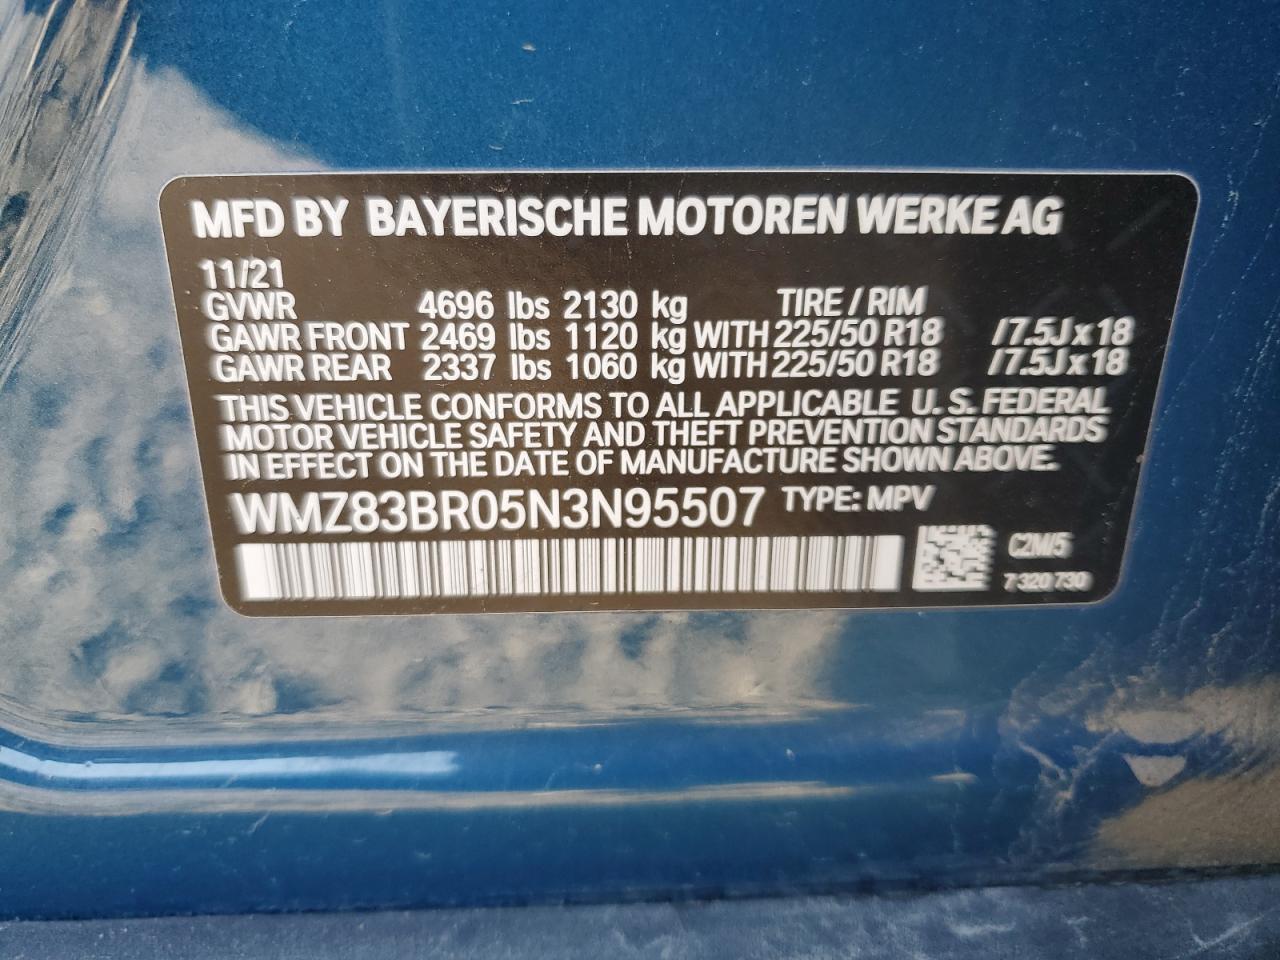 MFD BY BAYERISCHE MOTOREN WERKE AG
11/21
GVWR 4696 lbs 2130 kg TIRE / RIM
GAWR FRONT 2469 lbs 1120 kg WITH 225/50 R18 /7.5J x 18
GAWR REAR 2337 lbs 1060 kg WITH 225/50 R18 /7.5J x 18
THIS VEHICLE CONFORMS TO ALL APPLICABLE U. S. FEDERAL
MOTOR VEHICLE SAFETY AND THEFT PREVENTION STANDARDS
IN EFFECT ON THE DATE OF MANUFACTURE SHOWN ABOVE.
WMZ83BR05N3N95507 TYPE: MPV
C2M/5
7 320 730